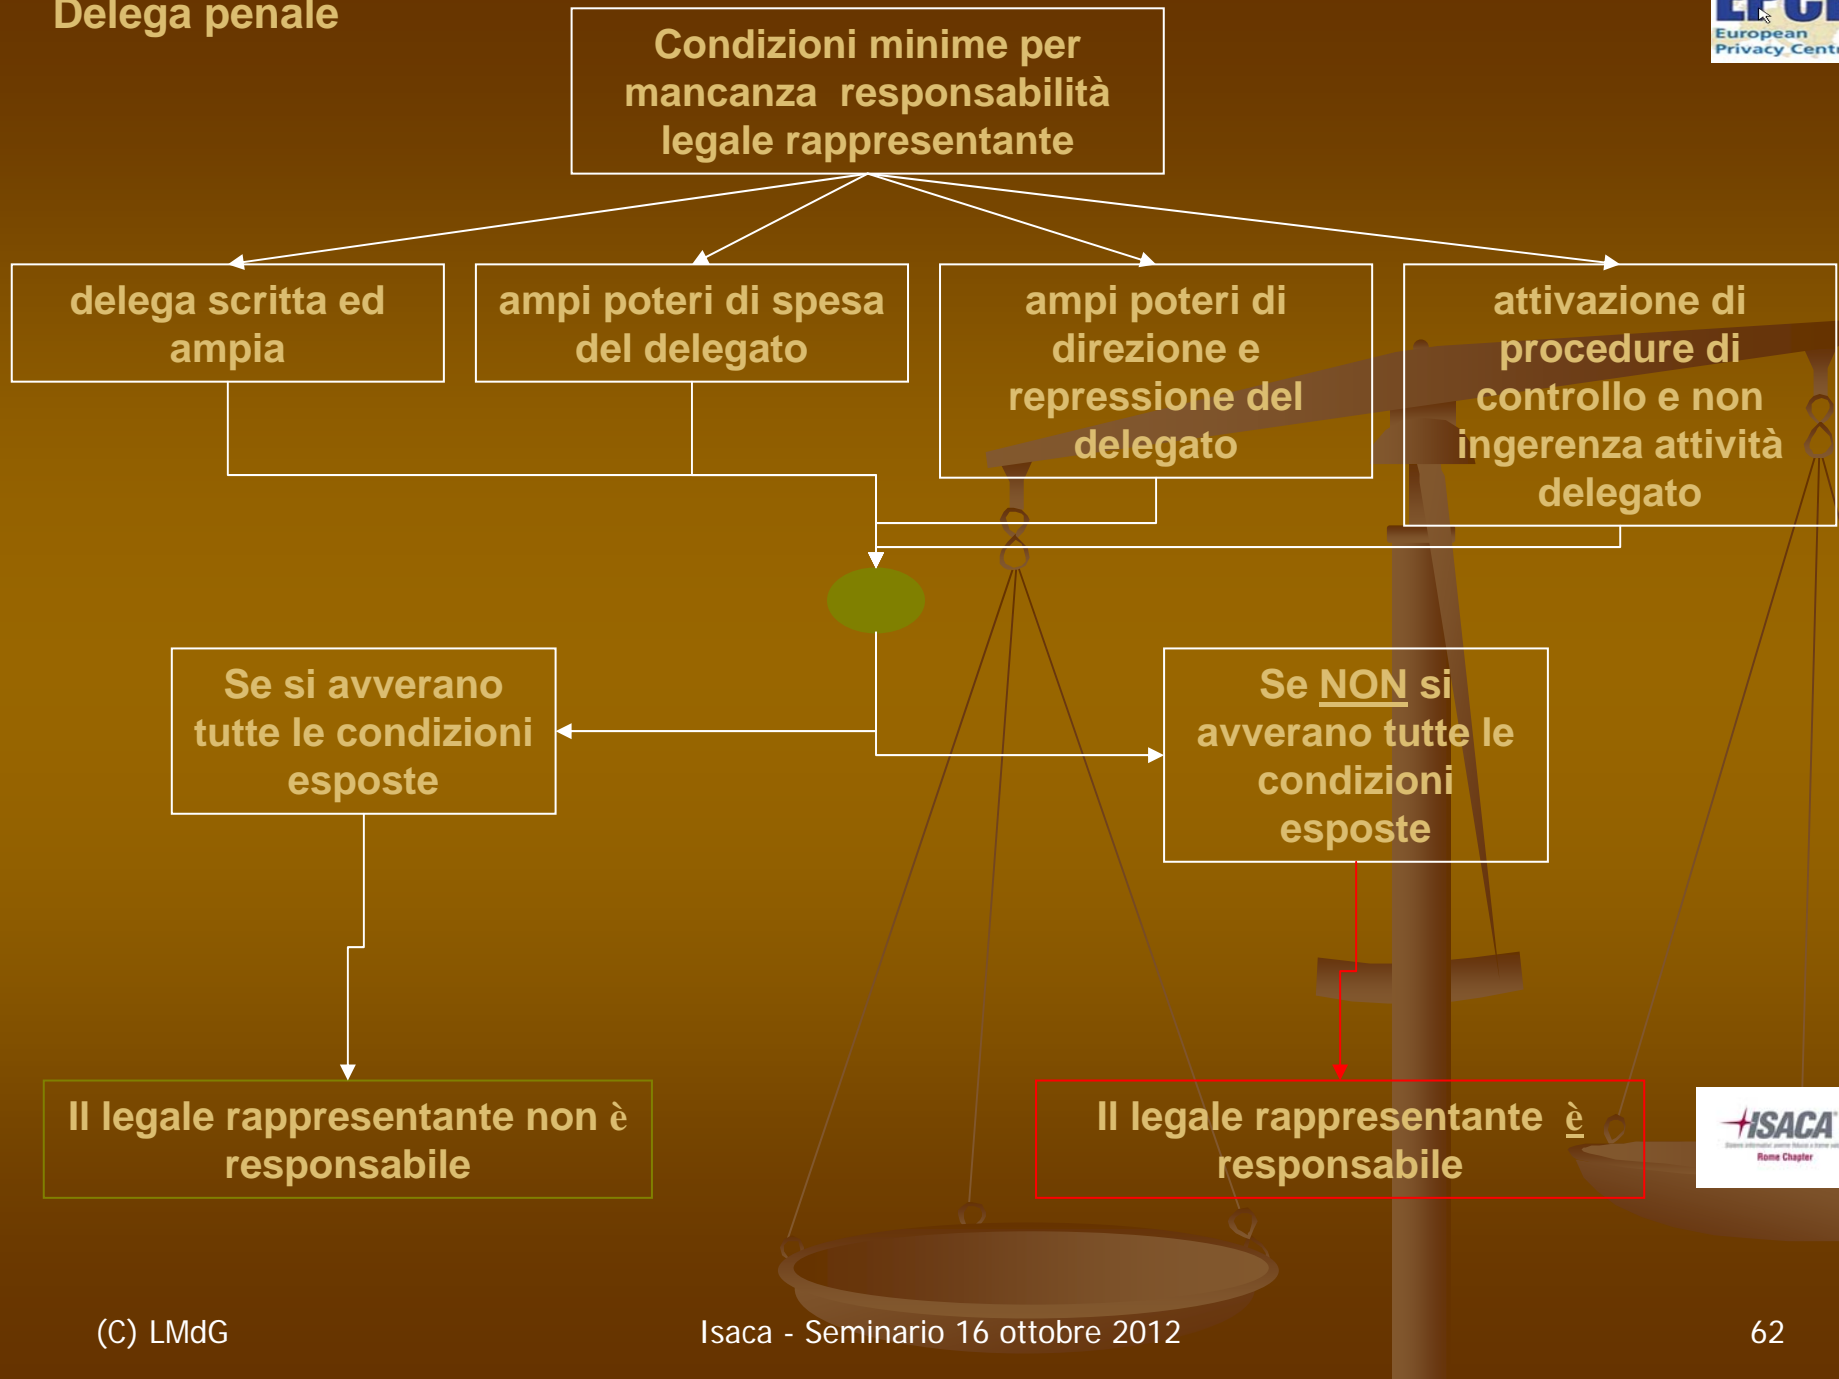 Delega penale
European
Privacy
Condizioni minime per
mancanza responsabilità
legale rappresentante
delega scritta ed
ampia
ampi poteri di spesa
del delegato
ampi poteri di
direzione e
repressione del
delegato
attivazione di
procedure di
controllo e non
ingerenza attività
delegato
Se si avverano
tutte le condizioni
esposte
Se NON si
avverano tutte le
condizioni
esposte
Il legale rappresentante non è
responsabile
Il legale rappresentante è
responsabile
ISACA
Rome Chapter
(C) LMdG
Isaca - Seminario 16 ottobre 2012
62